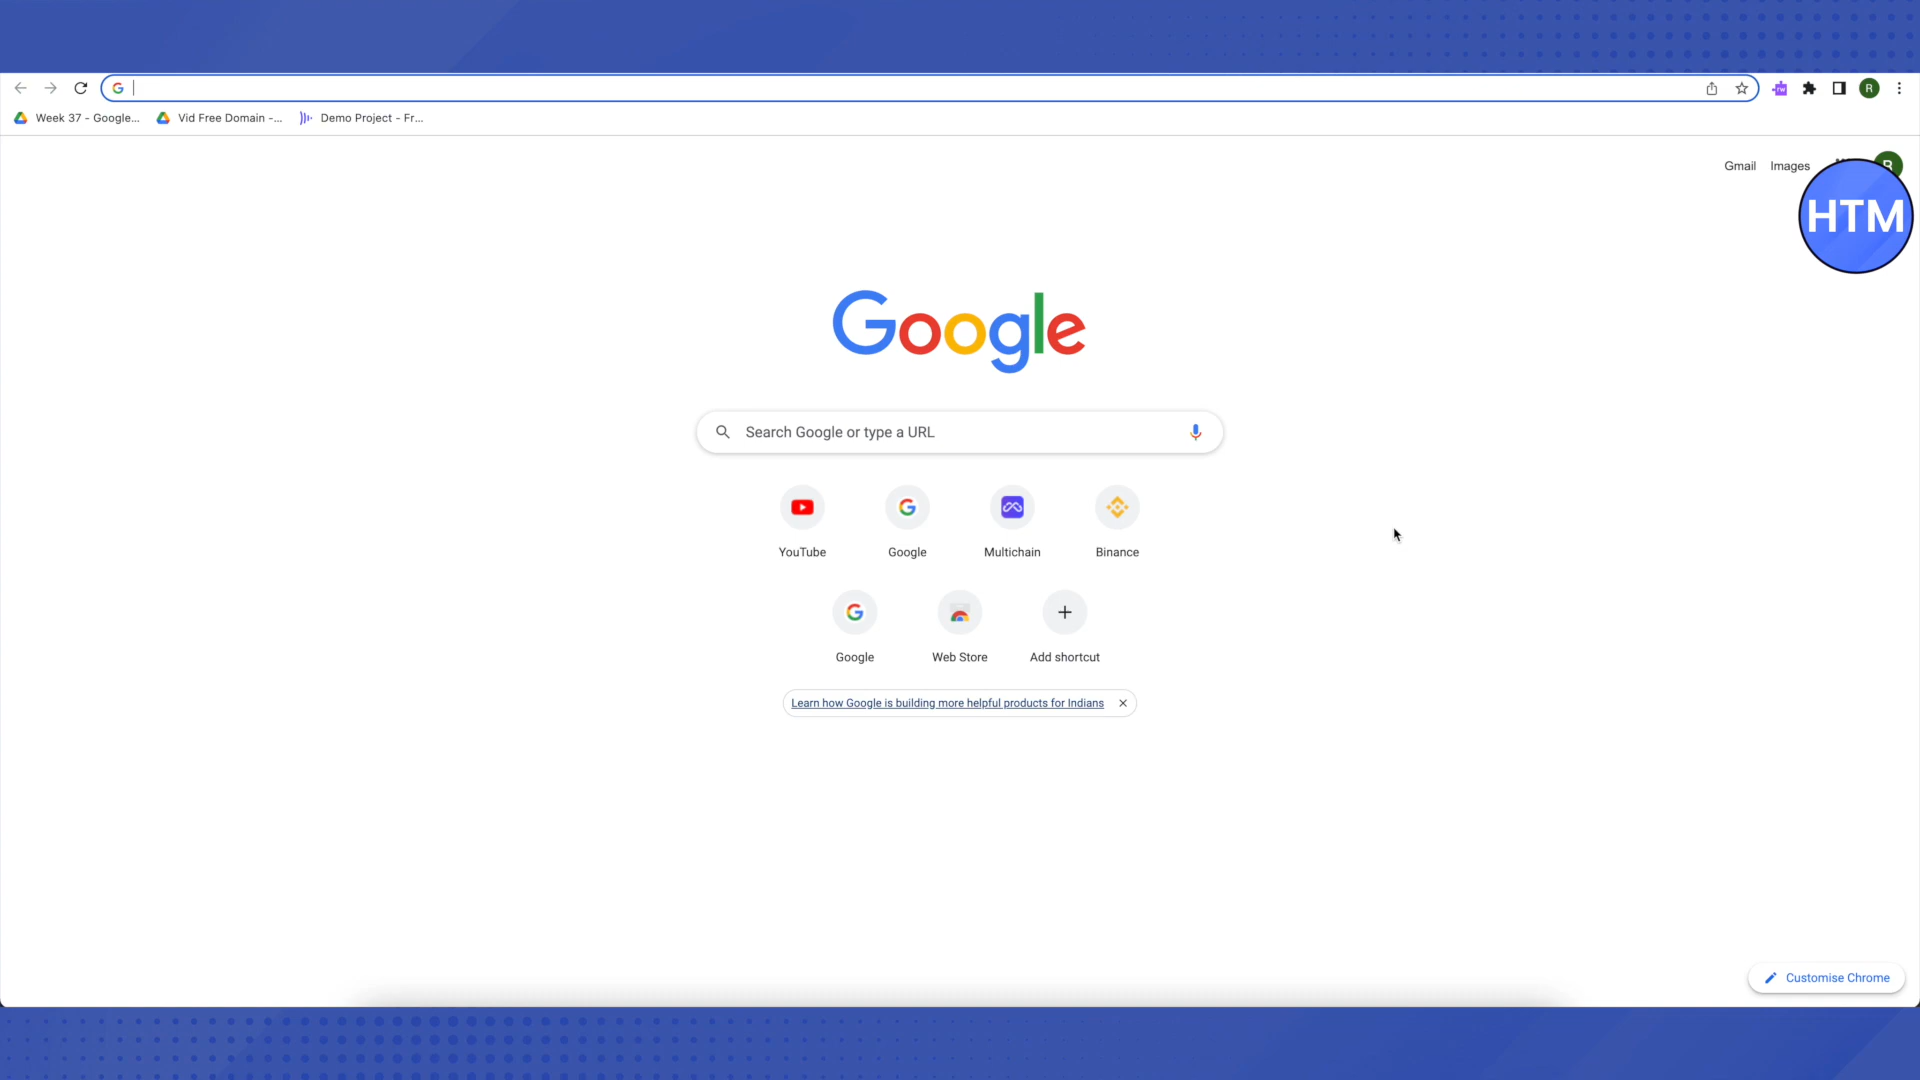 Week 37 - Google...
Vid Free Domain -...
Demo Project - Fr...
R
Gmail
Images
HTM
Google
Search Google or type a URL
YouTube
Google
Multichain
Binance
Google
Web Store
Add shortcut
Learn how Google is building more helpful products for Indians
Customise Chrome